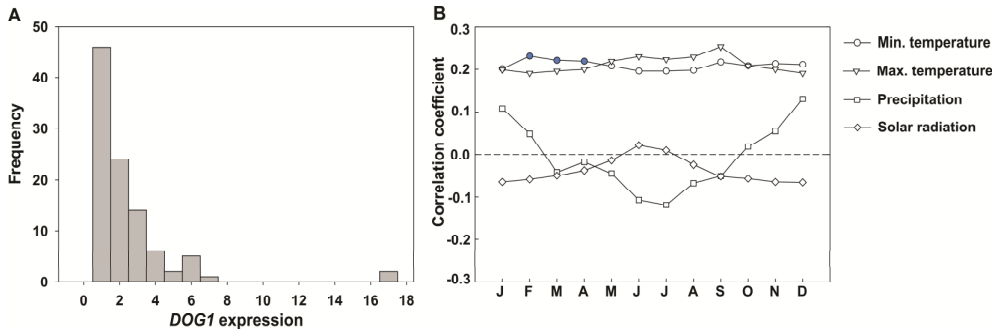 A
50
40
30
20
10
0
Frequency
0 2 4 6 8 10 12 14 16 18
DOG1 expression
B
0.3
0.2
0.1
0.0
-0.1
-0.2
-0.3
Correlation coefficient
J F M A M J J A S O N D
Min. temperature
Max. temperature
Precipitation
Solar radiation